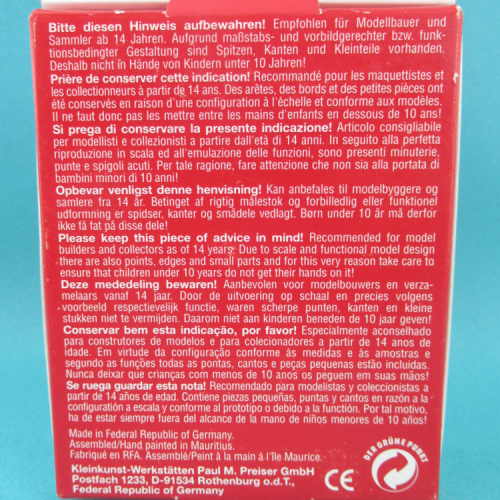 Bitte diesen Hinweis aufbewahren! Empfohlen für Modellbauer und
Sammler ab 14 Jahren. Aufgrund maßstabs- und vorbildgerechter bzw. funk-
tionsbedingter Gestaltung sind Spitzen, Kanten und Kleinteile vorhanden.
Deshalb nicht in Hände von Kindern unter 10 Jahren!
Prière de conserver cette indication! Recommandé pour les maquettistes et
les collectionneurs à partir de 14 ans. Des arêtes, des bords et des petites pièces ont
été conservés en raison d'une configuration à l'échelle et conforme aux modèles.
Il ne faut donc pas les mettre entre les mains d'enfants en dessous de 10 ans!
Si prega di conservare la presente indicazione! Articolo consigliabile
per modellisti e collezionisti a partire dall'età di 14 anni. In seguito alla perfetta
riproduzione in scala ed all'emulazione delle funzioni, sono presenti minuterie,
punte e spigoli acuti. Per tale ragione, fare attenzione che non sia alla portata di
bambini minori di 10 anni!
Opbevar venligst denne henvisning! Kan anbefales til modelbyggere og
samlere fra 14 år. Betinget af rigtig målestok og forbilledlig eller funktionel
udformning er spidser, kanter og smådele vedlagt. Børn under 10 år må derfor
ikke få fat på disse dele!
Please keep this piece of advice in mind! Recommended for model
builders and collectors as of 14 years. Due to scale and functional model design
there are also points, edges and small parts and for this very reason take care to
ensure that children under 10 years do not get their hands on it!
Deze mededeling bewaren! Aanbevolen voor modelbouwers en verza-
melaars vanaf 14 jaar. Door de uitvoering op schaal en precies volgens
voorbeeld respectievelijk functie, waren scherpe punten, kanten en kleine
stukken niet te vermijden. Daarom niet aan kinderen beneden de 10 jaar geven!
Conservar bem esta indicação, por favor! Especialmente aconselhado
para construtores de modelos e para colecionadores a partir de 14 anos de
idade. Em virtude da configuração conforme às medidas e às amostras e
segundo as funções todas as pontas, cantos e peças pequenas estão incluidas.
Nunca deixar que crianças com menos de 10 anos os peguem em suas mãos!
Se ruega guardar esta nota! Recomendado para modelistas y coleccionistas a
partir de 14 años de edad. Contiene piezas pequeñas, puntas y cantos en razón a la
configuración a escala y conforme al prototipo o debido a la función. Por tal motivo,
ha de estar siempre fuera del alcance de la mano de niños menores de 10 años!
Made in Federal Republic of Germany.
Assembled/Hand painted in Mauritius.
Fabriqué en RFA. Assemblé/Peint à la main à l'Ile Maurice.
Kleinkunst-Werkstätten Paul M. Preiser GmbH
Postfach 1233, D-91534 Rothenburg o.d.T.
Federal Republic of Germany
CE
DER GRÜNE PUNKT